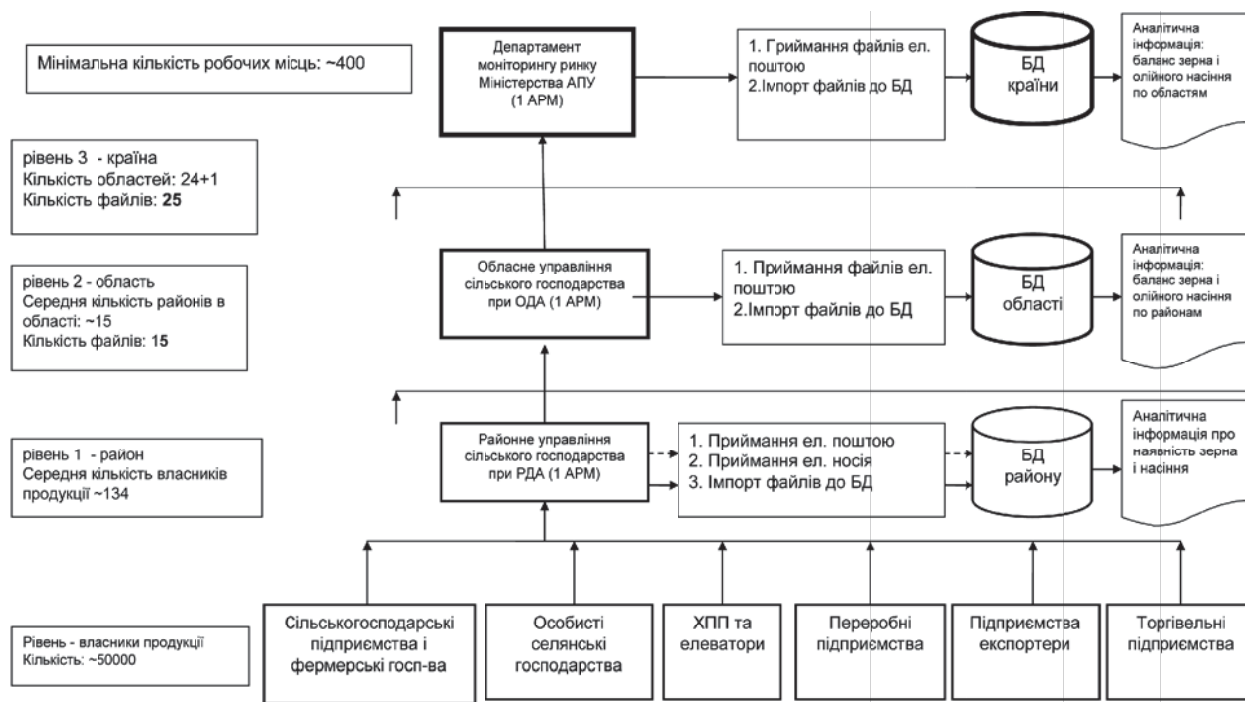 Мінімальна кількість робочих місць: ~400
Департамент
моніторингу ринку
Міністерства АПУ
(1 АРМ)
1. Гриймання файлів ел.
поштою
2.Імпорт файлів до БД
БД
країни
Аналітична
інформація:
баланс зерна і
олійного насіння
по областям
рівень 3 - країна
Кількість областей: 24+1
Кількість файлів: 25
рівень 2 - область
Середня кількість районів в
області: ~15
Кількість файлів: 15
Обласне управління
сільського господарства
при ОДА (1 АРМ)
1. Приймання файлів ел.
поштою
2.Імпорт файлів до БД
БД
області
Аналітична
інформація:
баланс зерна і
олійного насіння
по районам
рівень 1 - район
Середня кількість власників
продукції ~134
Районне управління
сільського господарства
при РДА (1 АРМ)
1. Приймання ел. поштою
2. Приймання ел. носія
3. Імпорт файлів до БД
БД
району
Аналітична
інформація про
наявність зерна
і насіння
Рівень - власники продукції
Кількість: ~50000
Сільськогосподарські
підприємства і
фермерські госп-ва
Особисті
селянські
господарства
ХПП та
елеватори
Переробні
підприємства
Підприємства
експортери
Торгівельні
підприємства